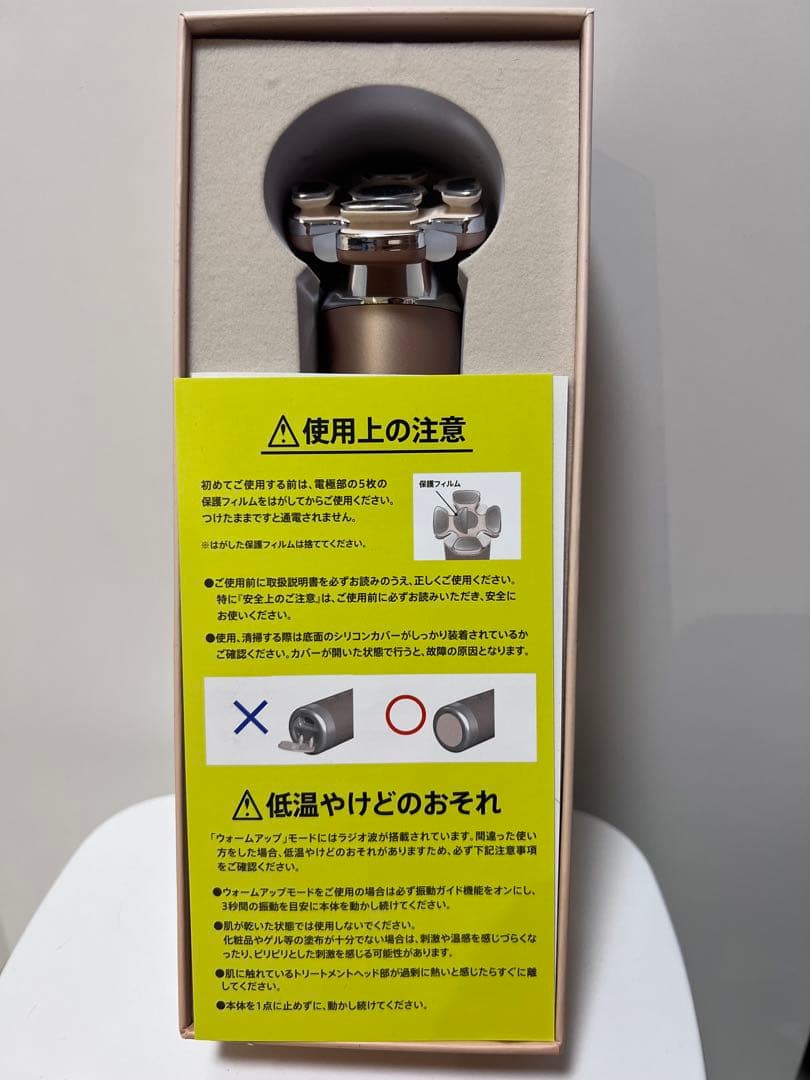 使用上の注意
初めてご使用する前は、電極部の5枚の
保護フィルムをはがしてからご使用ください。
つけたままですと通電されません。
※はがした保護フィルムは捨ててください。
保護フィルム
●ご使用前に取扱説明書を必ずお読みのうえ、正しくご使用ください。
特に『安全上のご注意』は、ご使用前に必ずお読みいただき、安全に
お使いください。
●使用、清掃する際は底面のシリコンカバーがしっかり装着されているか
ご確認ください。カバーが開いた状態で行うと、故障の原因となります。
低温やけどのおそれ
「ウォームアップ」モードにはラジオ波が搭載されています。間違った使い
方をした場合、低温やけどのおそれがありますため、必ず下記注意事項
をご確認ください。
●ウォームアップモードをご使用の場合は必ず振動ガイド機能をオンにし、
3秒間の振動を目安に本体を動かし続けてください。
●肌が乾いた状態では使用しないでください。
化粧品やゲル等の塗布が十分でない場合は、刺激や温感を感じづらくな
ったり、ピリピリとした刺激を感じる可能性があります。
●肌に触れているトリートメントヘッド部が過剰に熱いと感じたらすぐに離
してください。
●本体を1点に止めずに、動かし続けてください。